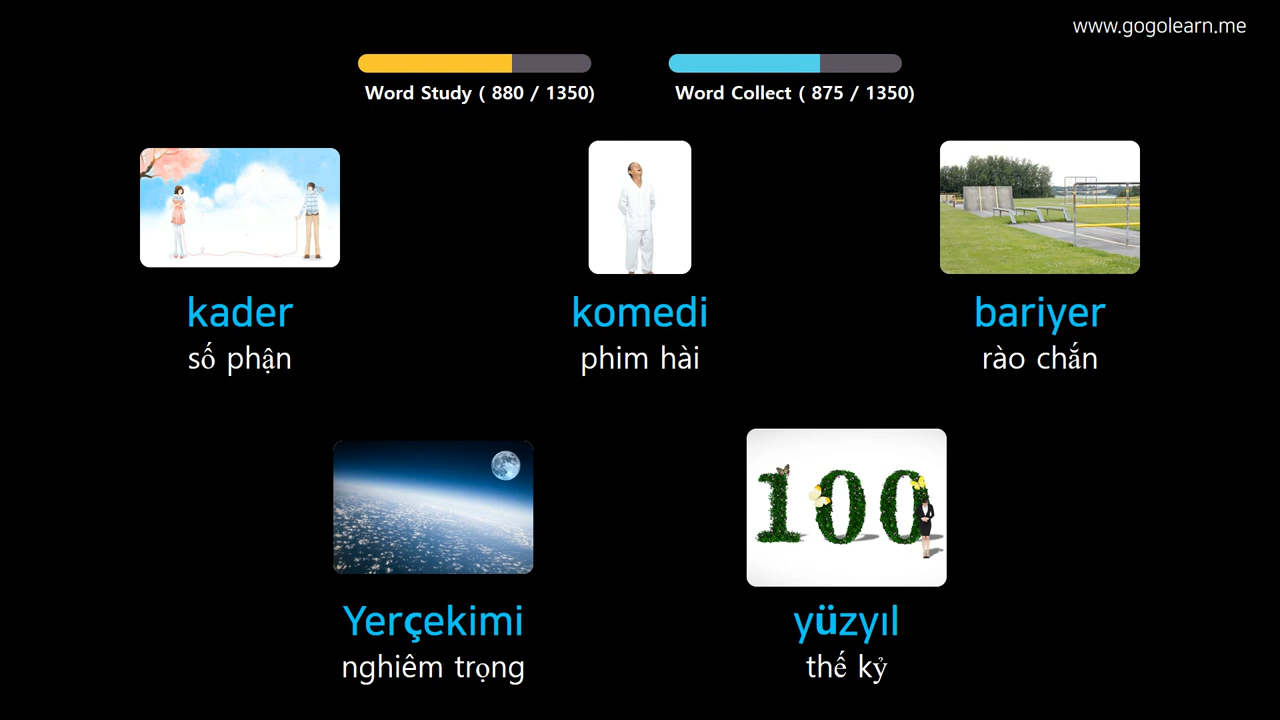 www.gogolearn.me
Word Study ( 880 / 1350)
Word Collect ( 875 / 1350)
kader
số phận
komedi
phim hài
bariyer
rào chắn
100
Yerçekimi
nghiêm trọng
yüzyıl
thế kỷ